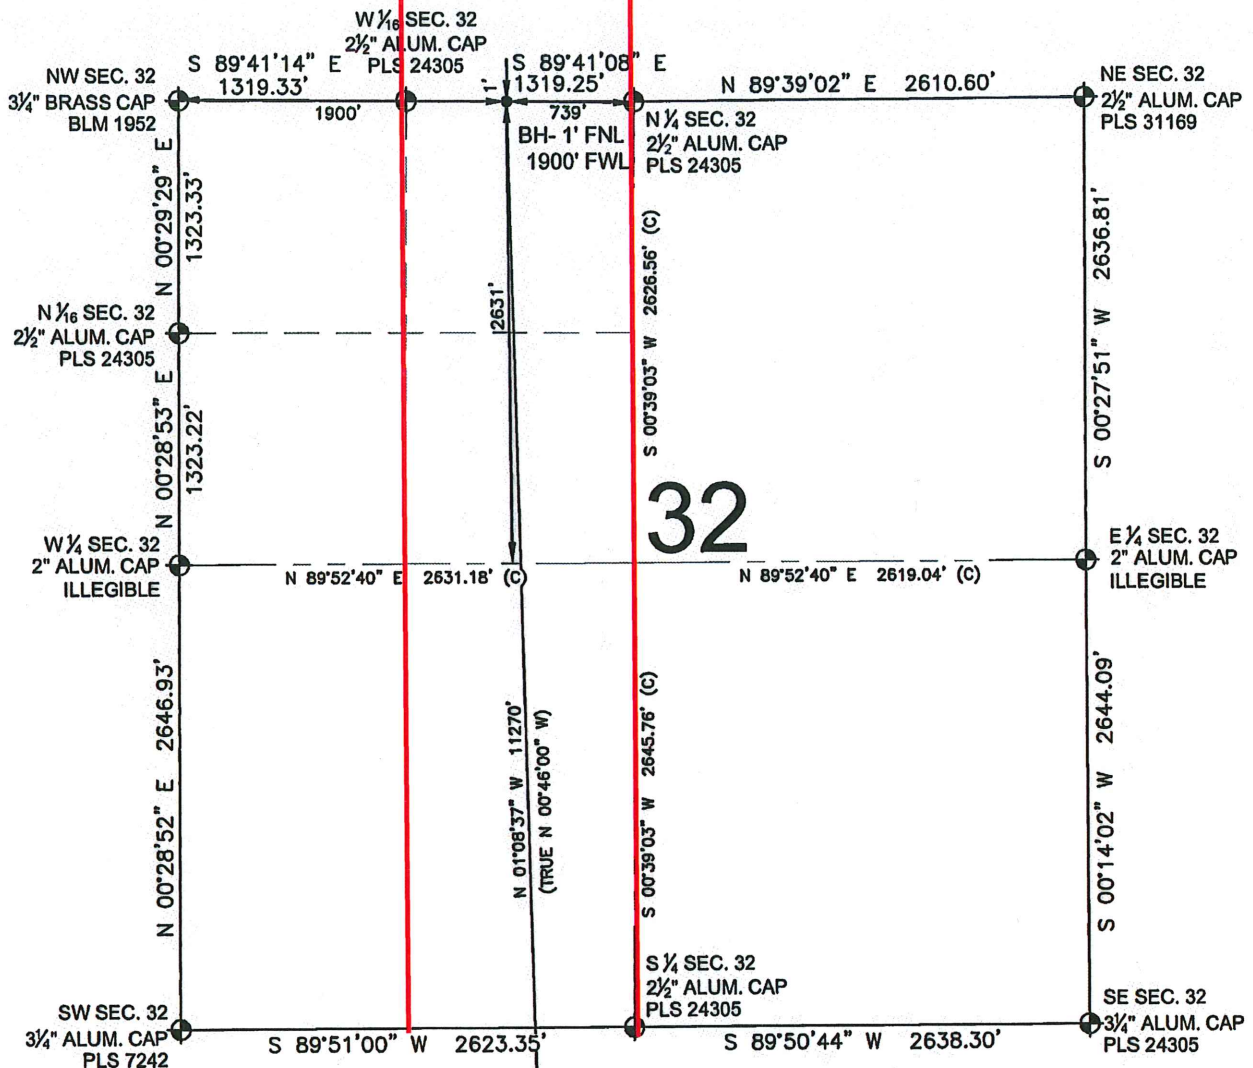 W 1⁄16 SEC. 32
2½" ALUM. CAP
PLS 24305
S 89°41'14" E
1319.33'
1900'
S 89°41'08" E
1319.25'
739'
1'
N 89°39'02" E 2610.60'
NW SEC. 32
3¼" BRASS CAP
BLM 1952
NE SEC. 32
2½" ALUM. CAP
PLS 31169
N ¼ SEC. 32
2½" ALUM. CAP
PLS 24305
BH- 1' FNL
1900' FWL
N 00°29'29" E
1323.33'
2631'
S 00°39'03" W 2626.56' (C)
S 00°27'51" W 2636.81'
N 1⁄16 SEC. 32
2½" ALUM. CAP
PLS 24305
N 00°28'53" E
1323.22'
32
W ¼ SEC. 32
2" ALUM. CAP
ILLEGIBLE
N 89°52'40" E 2631.18' (C)
N 89°52'40" E 2619.04' (C)
E ¼ SEC. 32
2" ALUM. CAP
ILLEGIBLE
N 00°28'52" E 2646.93'
N 01°08'37" W 11270'
(TRUE N 00°46'00" W)
S 00°39'03" W 2645.76' (C)
S 00°14'02" W 2644.09'
S ¼ SEC. 32
2½" ALUM. CAP
PLS 24305
SW SEC. 32
3¼" ALUM. CAP
PLS 7242
S 89°51'00" W 2623.35'
S 89°50'44" W 2638.30'
SE SEC. 32
3¼" ALUM. CAP
PLS 24305